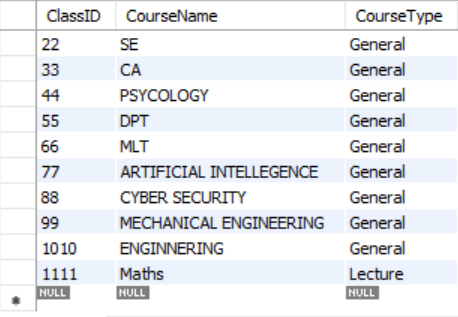 ClassID CourseName CourseType
22 SE General
33 CA General
44 PSYCOLOGY General
55 DPT General
66 MLT General
77 ARTIFICIAL INTELLEGENCE General
88 CYBER SECURITY General
99 MECHANICAL ENGINEERING General
1010 ENGINNERING General
1111 Maths Lecture
NULL NULL NULL